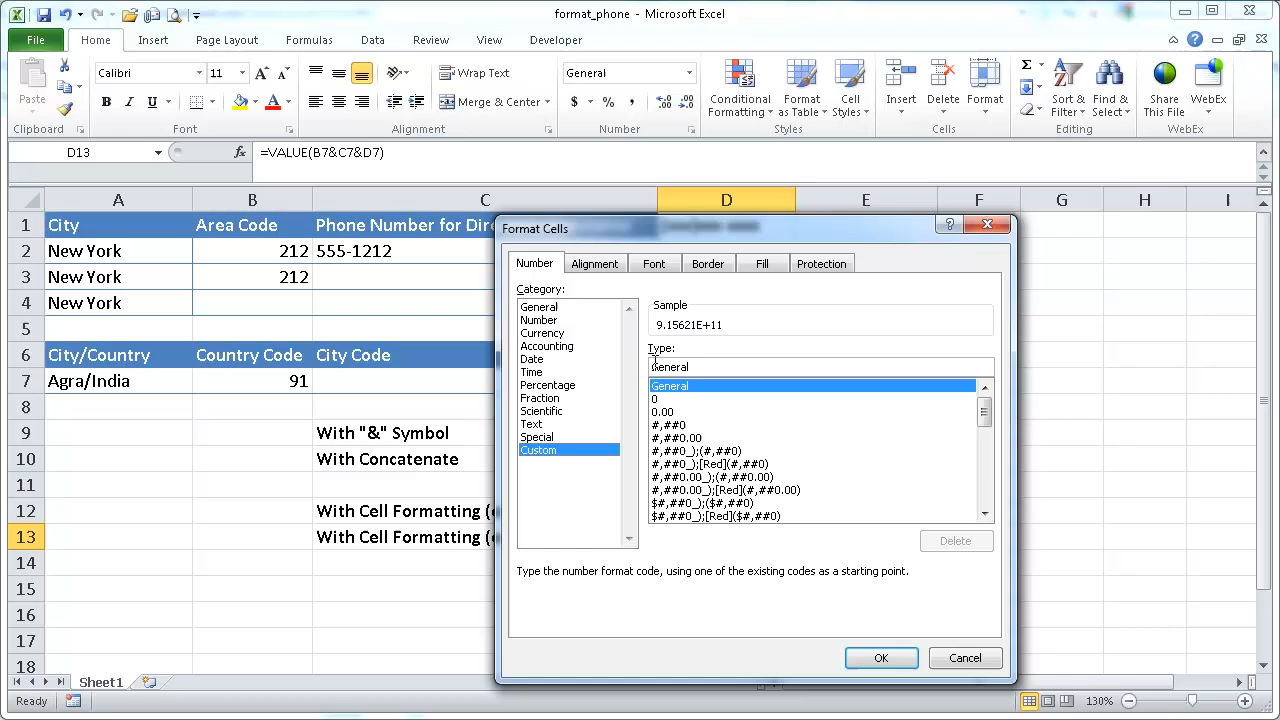 format_phone - Microsoft Excel
File Home Insert Page Layout Formulas Data Review View Developer
Paste
Calibri 11
B I U
Wrap Text
Merge & Center
General
$ % ,
Conditional Formatting
Format as Table
Cell Styles
Insert Delete Format
Sort & Filter
Find & Select
Share This File
WebEx
Clipboard Font Alignment Number Styles Cells Editing WebEx
D13 fx =VALUE(B7&C7&D7)
A B C D E F G H I
1 City Area Code Phone Number for Dir
2 New York 212 555-1212
3 New York 212
4 New York
5
6 City/Country Country Code City Code
7 Agra/India 91
8
9 With "&" Symbol
10 With Concatenate
11
12 With Cell Formatting (
13 With Cell Formatting (
14
15
16
17
18
Format Cells
Number Alignment Font Border Fill Protection
Category:
General
Number
Currency
Accounting
Date
Time
Percentage
Fraction
Scientific
Text
Special
Custom
Sample
9.15621E+11
Type:
General
General
0
0.00
#,##0
#,##0.00
#,##0_);(#,##0)
#,##0_);[Red](#,##0)
#,##0.00_);(#,##0.00)
#,##0.00_);[Red](#,##0.00)
$#,##0_);($#,##0)
$#,##0_);[Red]($#,##0)
Delete
Type the number format code, using one of the existing codes as a starting point.
OK Cancel
Sheet1
Ready 130%